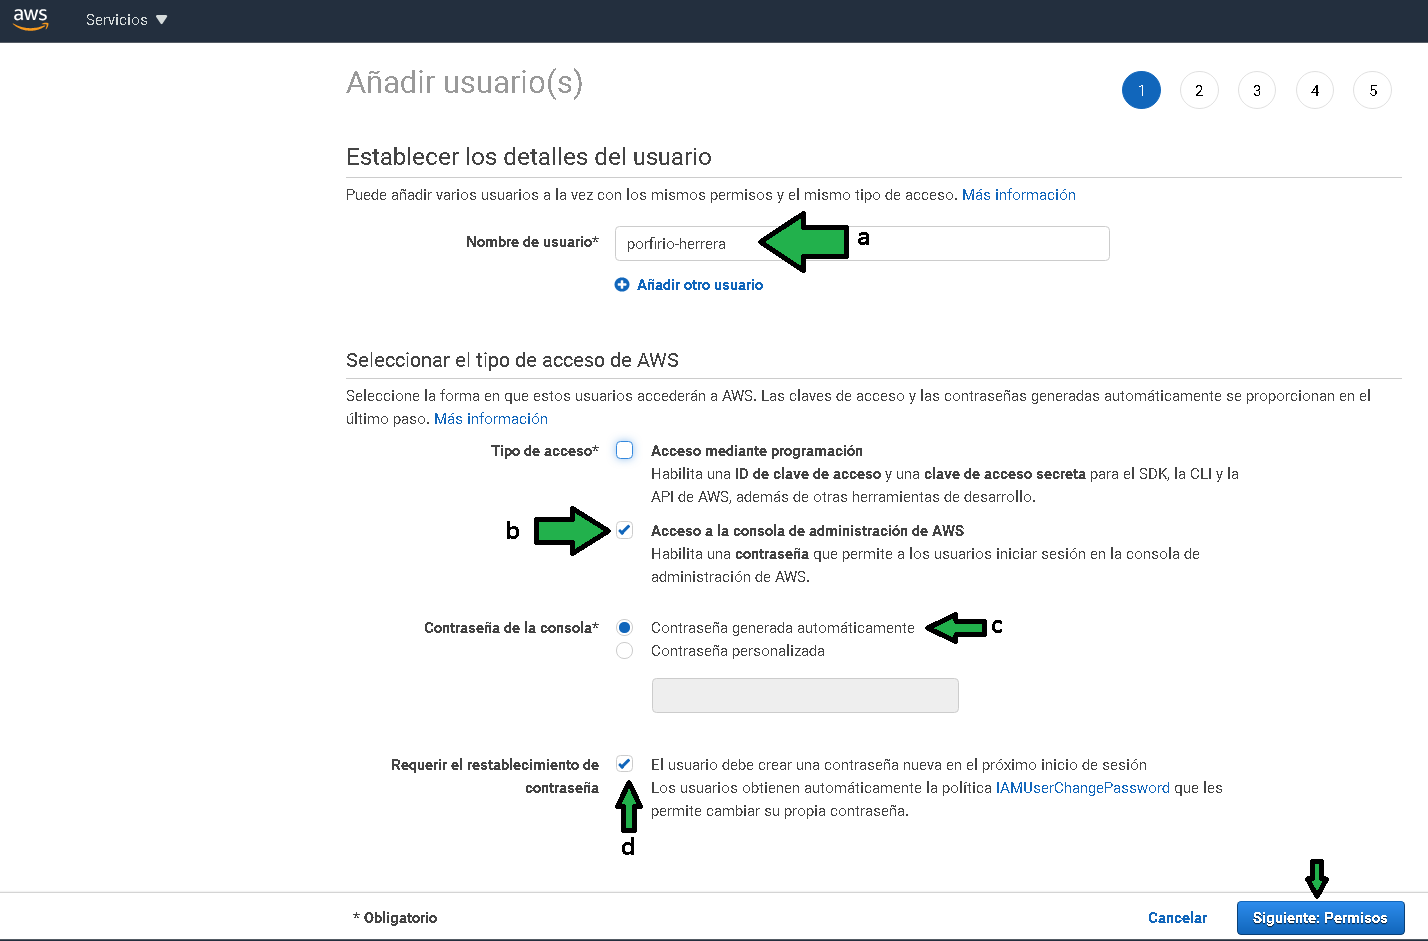 aws Servicios
Añadir usuario(s)
1 2 3 4 5
Establecer los detalles del usuario
Puede añadir varios usuarios a la vez con los mismos permisos y el mismo tipo de acceso. Más información
Nombre de usuario* porfirio-herrera a
Añadir otro usuario
Seleccionar el tipo de acceso de AWS
Seleccione la forma en que estos usuarios accederán a AWS. Las claves de acceso y las contraseñas generadas automáticamente se proporcionan en el
último paso. Más información
Tipo de acceso* Acceso mediante programación
Habilita una ID de clave de acceso y una clave de acceso secreta para el SDK, la CLI y la
API de AWS, además de otras herramientas de desarrollo.
b Acceso a la consola de administración de AWS
Habilita una contraseña que permite a los usuarios iniciar sesión en la consola de
administración de AWS.
Contraseña de la consola* Contraseña generada automáticamente c
Contraseña personalizada
Requerir el restablecimiento de El usuario debe crear una contraseña nueva en el próximo inicio de sesión
contraseña Los usuarios obtienen automáticamente la política IAMUserChangePassword que les
permite cambiar su propia contraseña.
d
* Obligatorio Cancelar Siguiente: Permisos